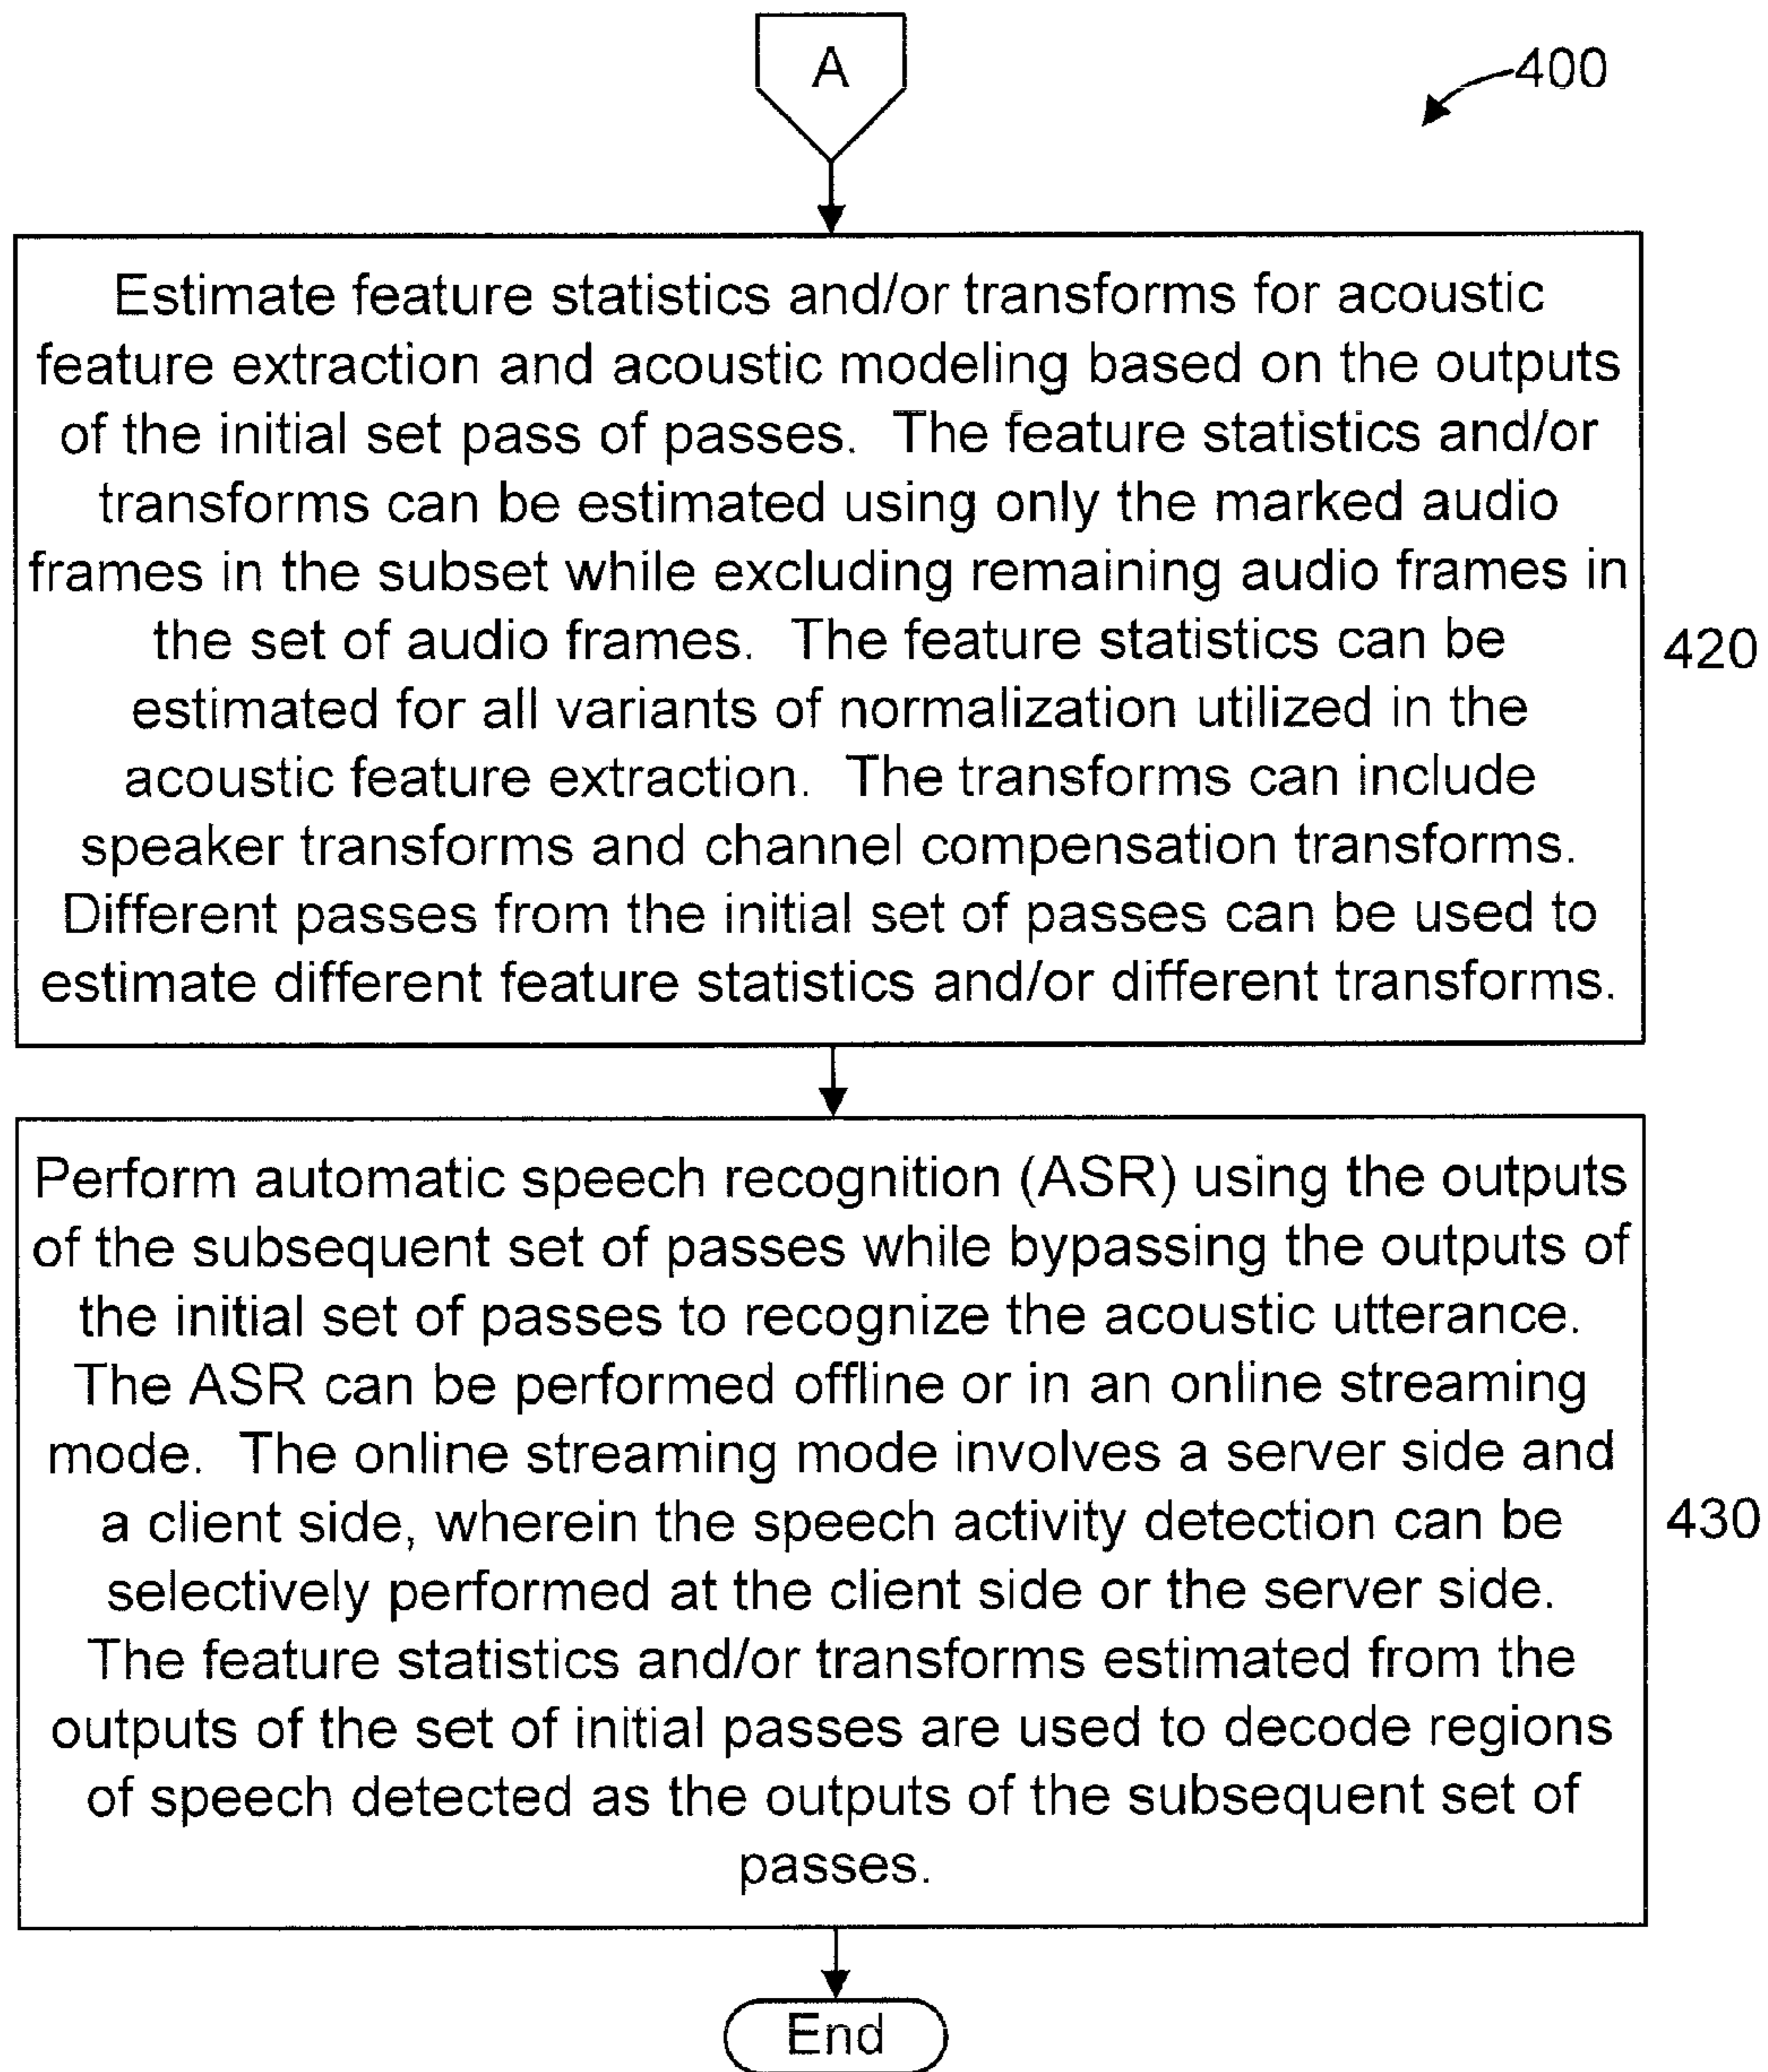 A
400
Estimate feature statistics and/or transforms for acoustic
feature extraction and acoustic modeling based on the outputs
of the initial set pass of passes.  The feature statistics and/or
transforms can be estimated using only the marked audio
frames in the subset while excluding remaining audio frames in
the set of audio frames.  The feature statistics can be
estimated for all variants of normalization utilized in the
acoustic feature extraction.  The transforms can include
speaker transforms and channel compensation transforms.
Different passes from the initial set of passes can be used to
estimate different feature statistics and/or different transforms.
420
Perform automatic speech recognition (ASR) using the outputs
of the subsequent set of passes while bypassing the outputs of
the initial set of passes to recognize the acoustic utterance.
The ASR can be performed offline or in an online streaming
mode.  The online streaming mode involves a server side and
a client side, wherein the speech activity detection can be
selectively performed at the client side or the server side.
The feature statistics and/or transforms estimated from the
outputs of the set of initial passes are used to decode regions
of speech detected as the outputs of the subsequent set of
passes.
430
End